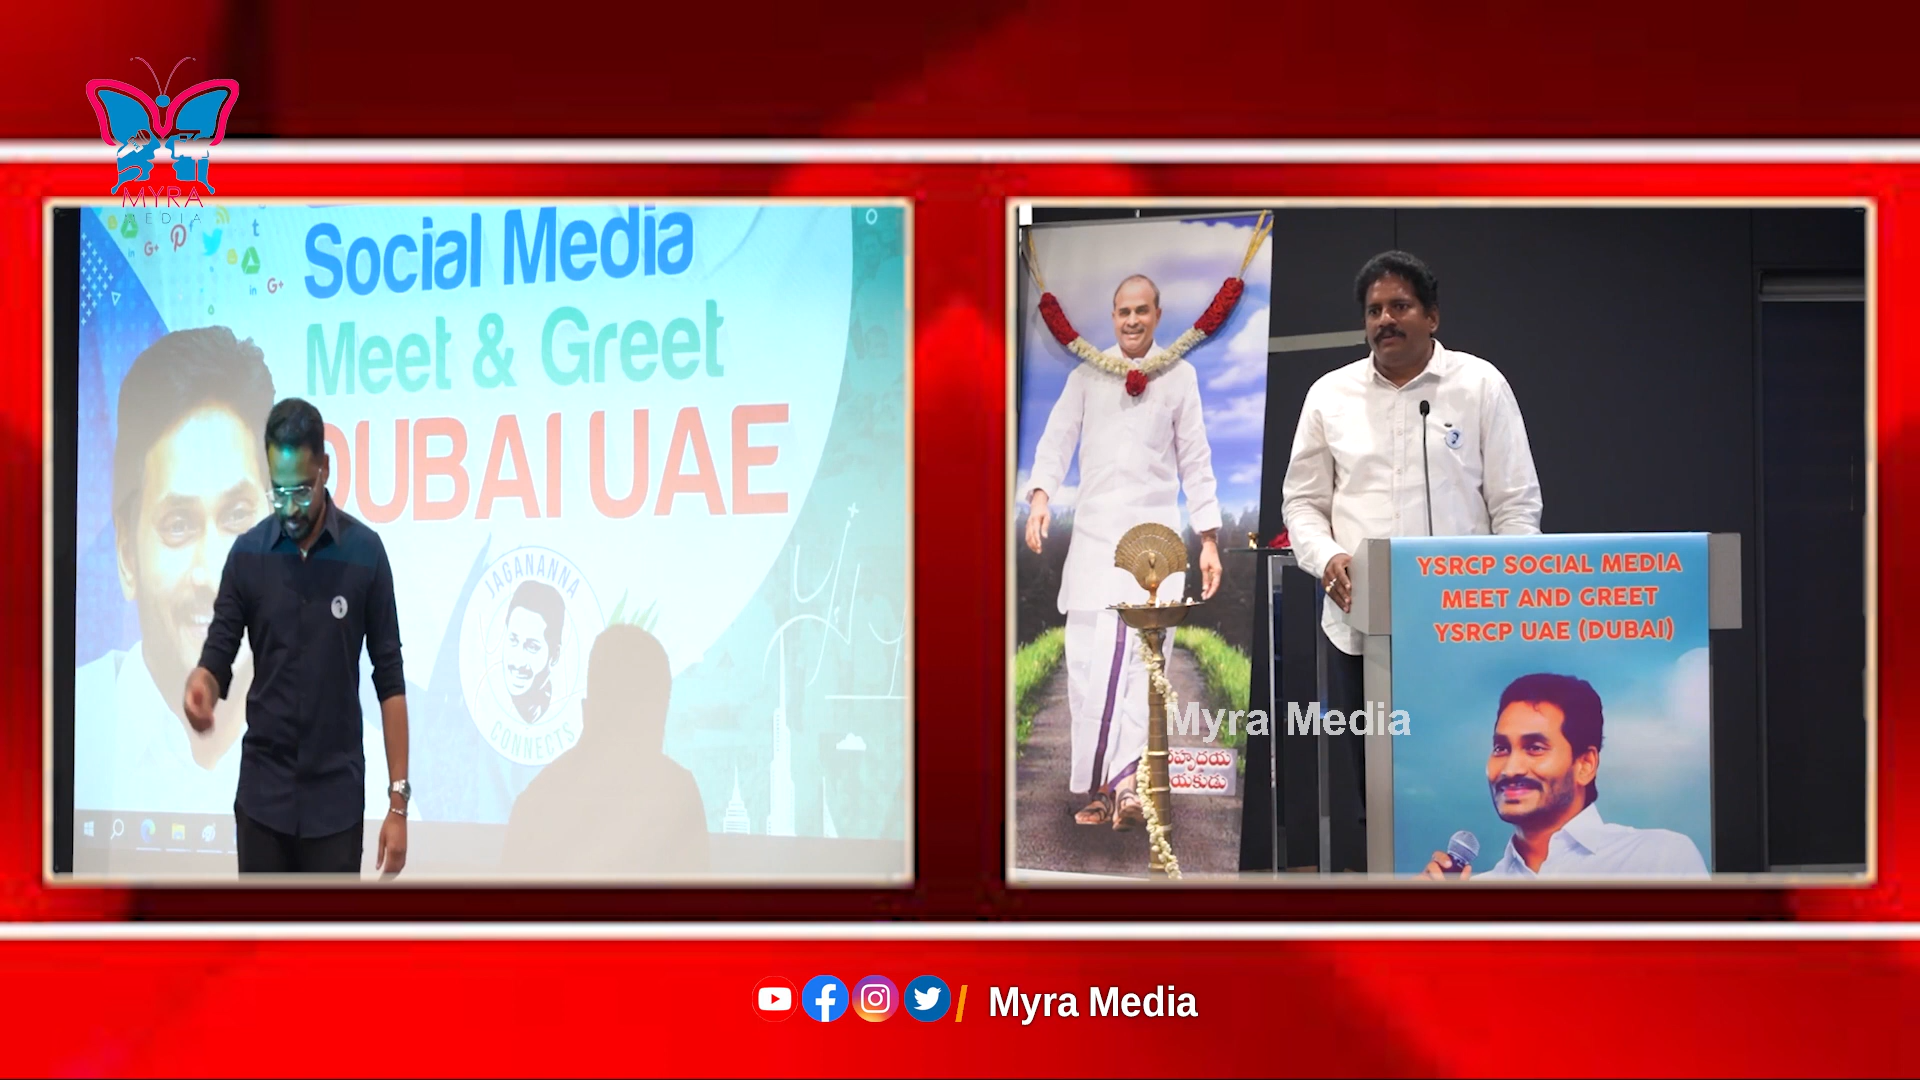 MYRA
MEDIA
Social Media
Meet & Greet
DUBAI UAE
JAGANANNA
CONNECTS
YSRCP SOCIAL MEDIA
MEET AND GREET
YSRCP UAE (DUBAI)
Myra Media
Myra Media